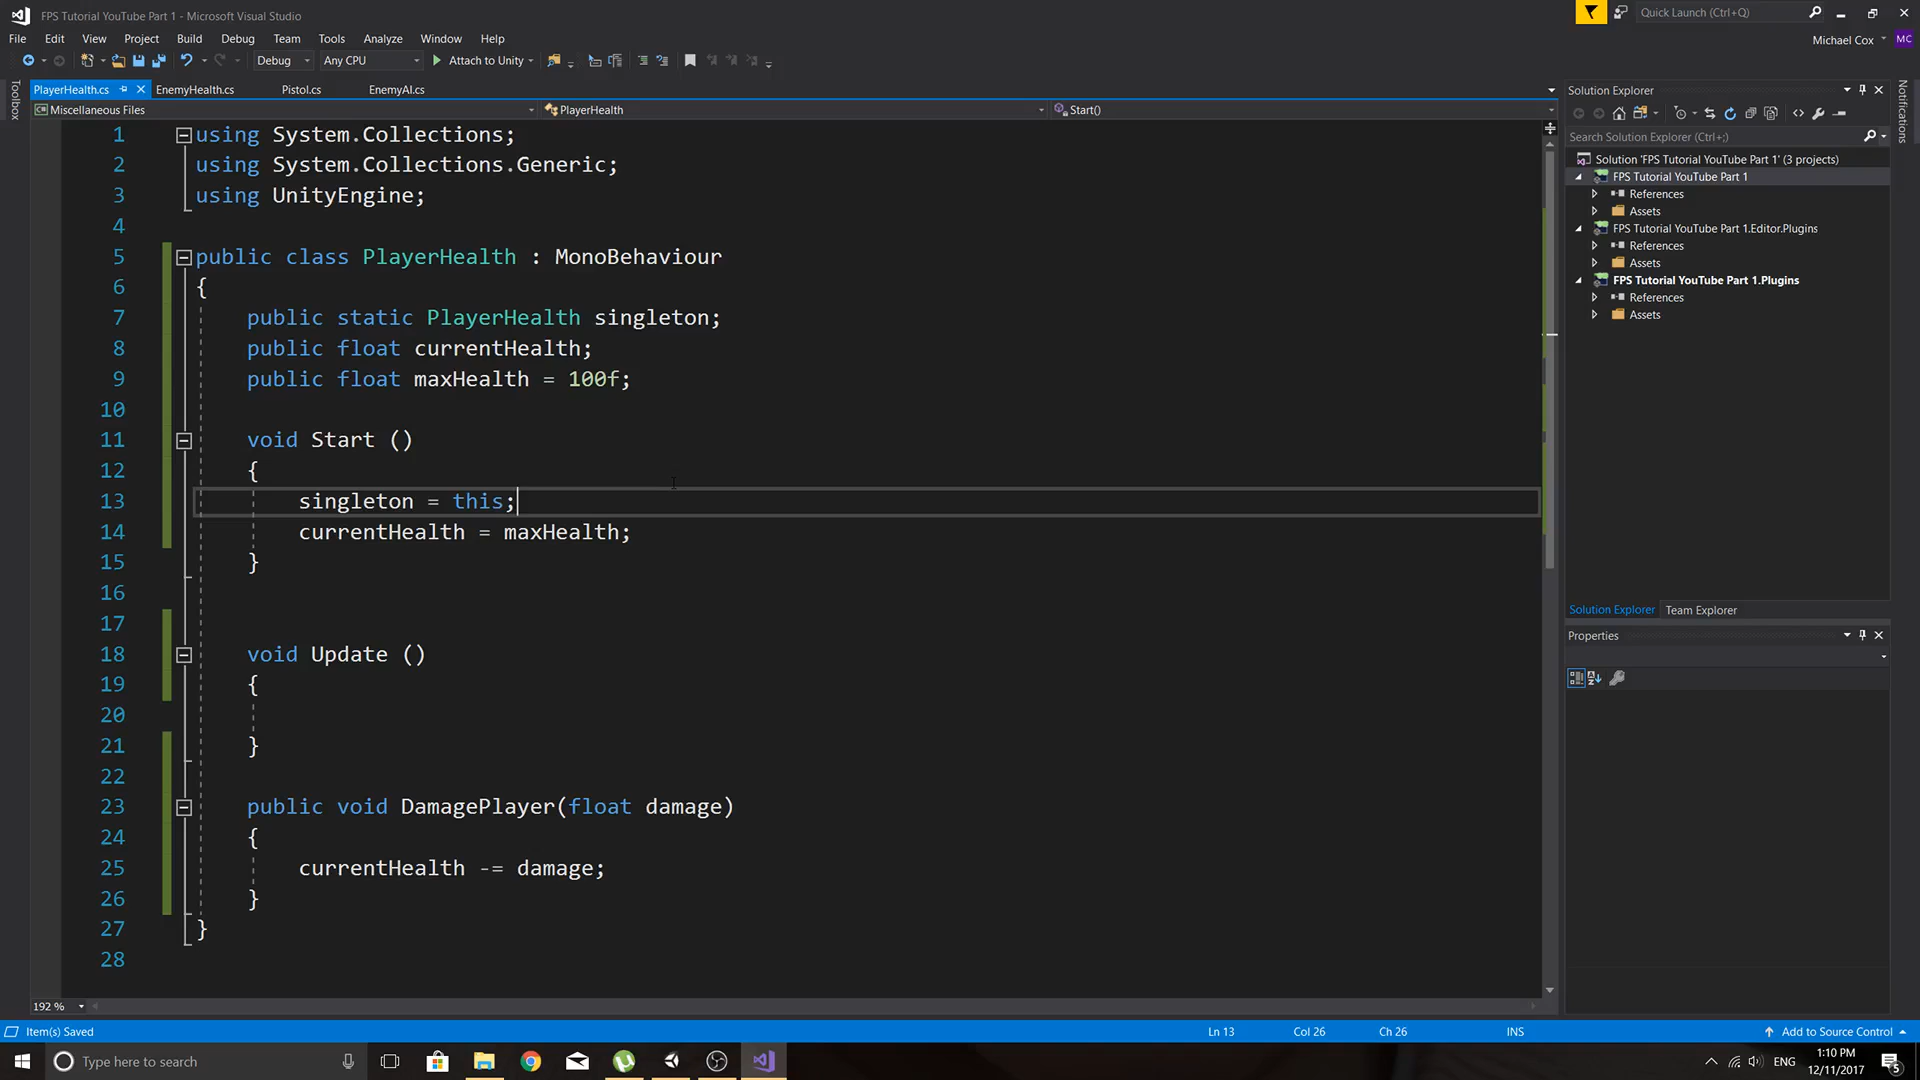 FPS Tutorial YouTube Part 1 - Microsoft Visual Studio
Quick Launch (Ctrl+Q)
File Edit View Project Build Debug Team Tools Analyze Window Help
Michael Cox MC
Debug Any CPU Attach to Unity
PlayerHealth.cs EnemyHealth.cs Pistol.cs EnemyAI.cs
Miscellaneous Files PlayerHealth Start()
Toolbox
1 using System.Collections;
2 using System.Collections.Generic;
3 using UnityEngine;
4
5 public class PlayerHealth : MonoBehaviour
6 {
7 public static PlayerHealth singleton;
8 public float currentHealth;
9 public float maxHealth = 100f;
10
11 void Start ()
12 {
13 singleton = this;
14 currentHealth = maxHealth;
15 }
16
17
18 void Update ()
19 {
20
21 }
22
23 public void DamagePlayer(float damage)
24 {
25 currentHealth -= damage;
26 }
27 }
28
192 %
Solution Explorer
Search Solution Explorer (Ctrl+;)
Solution 'FPS Tutorial YouTube Part 1' (3 projects)
FPS Tutorial YouTube Part 1
References
Assets
FPS Tutorial YouTube Part 1.Editor.Plugins
References
Assets
FPS Tutorial YouTube Part 1.Plugins
References
Assets
Solution Explorer Team Explorer
Properties
Notifications
Item(s) Saved Ln 13 Col 26 Ch 26 INS Add to Source Control
Type here to search
ENG 1:10 PM
12/11/2017
5